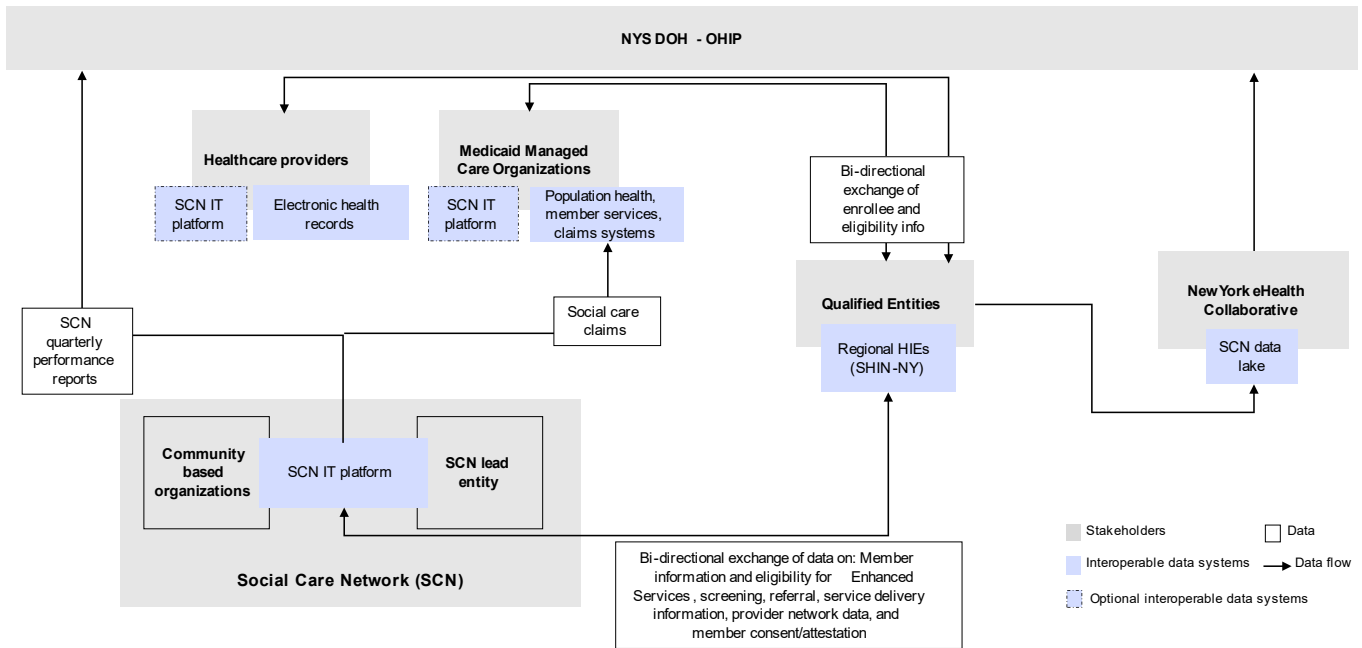 NYS DOH - OHIP
Healthcare providers
SCN IT
platform
Electronic health
records
Medicaid Managed
Care Organizations
SCN IT
platform
Population health,
member services,
claims systems
Bi-directional
exchange of
enrollee and
eligibility info
Qualified Entities
Regional HIEs
(SHIN-NY)
New York eHealth
Collaborative
SCN data
lake
SCN
quarterly
performance
reports
Social care
claims
Community
based
organizations
SCN IT platform
SCN lead
entity
Social Care Network (SCN)
Bi-directional exchange of data on: Member
information and eligibility for Enhanced
Services, screening, referral, service delivery
information, provider network data, and
member consent/attestation
Stakeholders
Data
Interoperable data systems
Data flow
Optional interoperable data systems